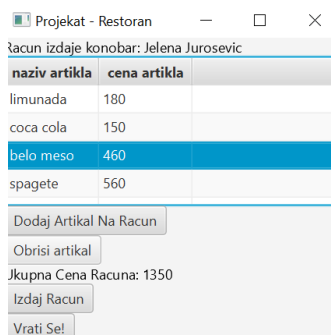 Projekat - Restoran
Racun izdaje konobar: Jelena Jurosevic
naziv artikla cena artikla
limunada 180
coca cola 150
belo meso 460
spagete 560
Dodaj Artikal Na Racun
Obrisi artikal
Ukupna Cena Racuna: 1350
Izdaj Racun
Vrati Se!